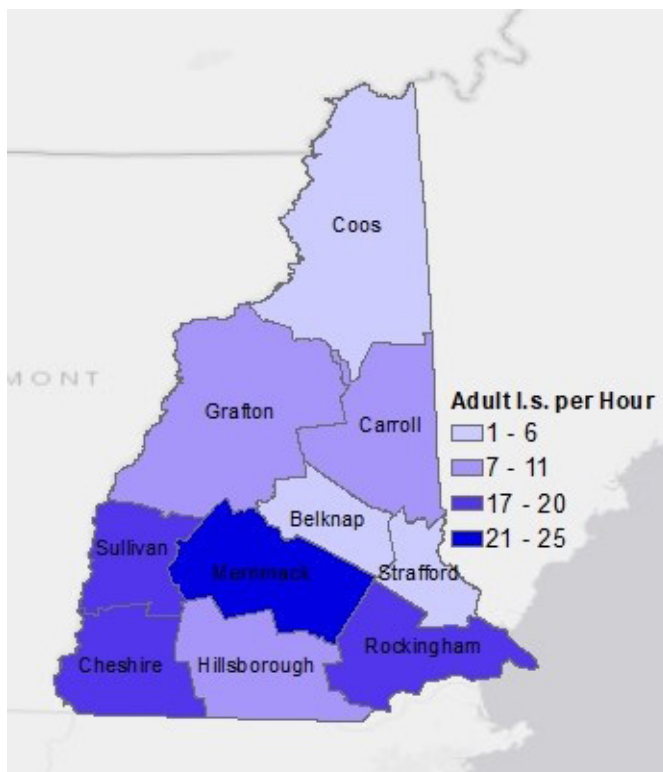 Coos
MONT
Grafton
Carroll
Adult I.s. per Hour
1 - 6
7 - 11
17 - 20
21 - 25
Belknap
Sullivan
Merrimack
Strafford
Rockingham
Cheshire
Hillsborough